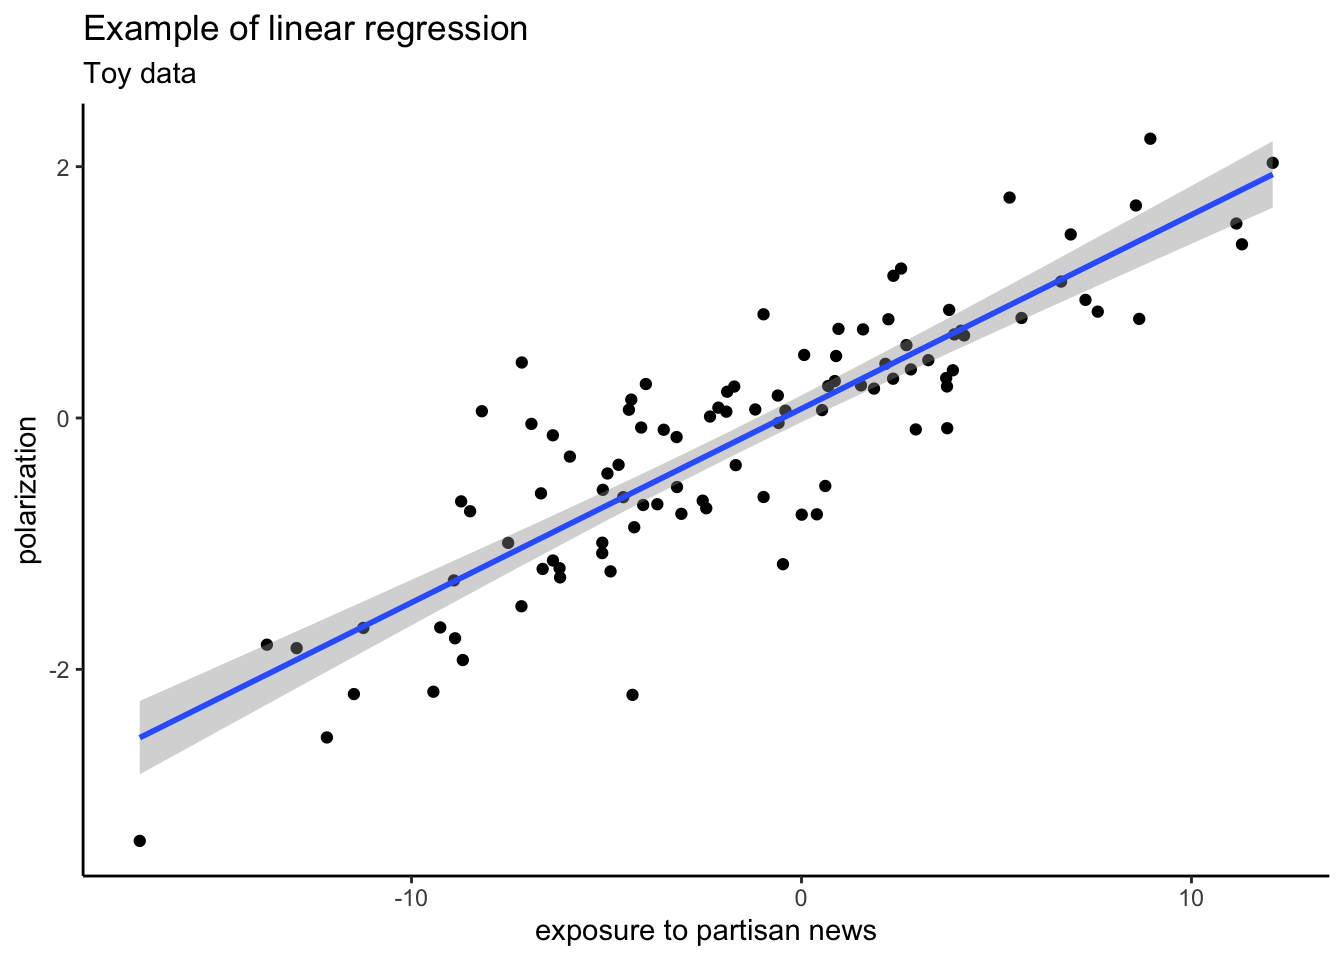 Example of linear regression
Toy data
2
0
-2
polarization
-10
0
10
exposure to partisan news